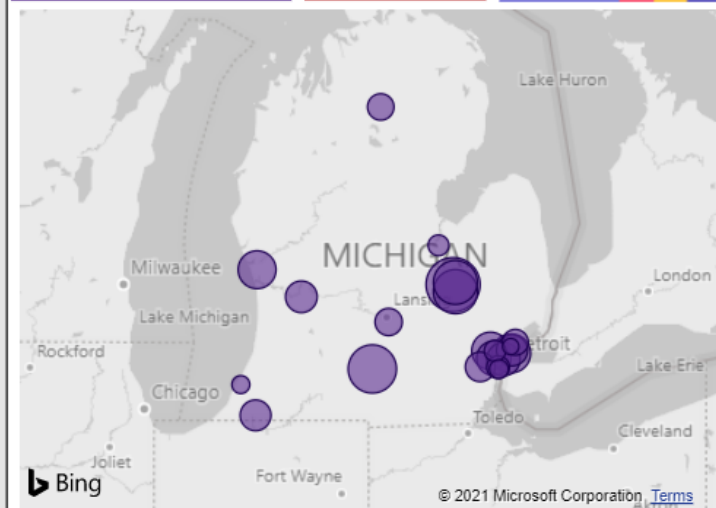 Lake Huron
MICHIGAN
Milwaukee
London
Lansi
Lake Michigan
etroit
Rockford
Lake Erie
Chicago
Toledo
Cleveland
Joliet
Fort Wayne
Bing
© 2021 Microsoft Corporation Terms